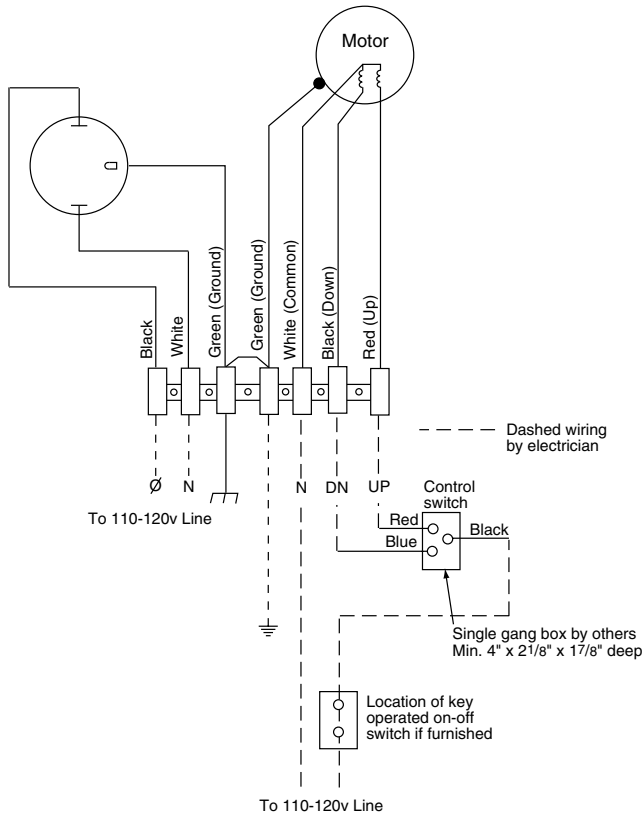 Motor
Black
White
Green (Ground)
Green (Ground)
White (Common)
Black (Down)
Red (Up)
Dashed wiring
by electrician
Ø
N
N
DN
UP
To 110-120v Line
Control
switch
Red
Blue
Black
Single gang box by others
Min. 4" x 21/8" x 17/8" deep
Location of key
operated on-off
switch if furnished
To 110-120v Line